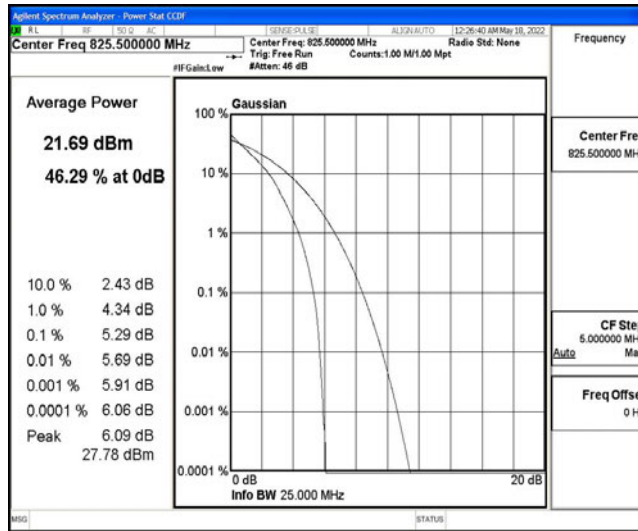 Agilent Spectrum Analyzer - Power Stat CCDF
RL RF 50 Ω AC SENSE:PULSE ALIGN AUTO 12:26:40 AM May 18, 2022
Center Freq 825.500000 MHz
Center Freq: 825.500000 MHz Radio Std: None
Trig: Free Run Counts:1.00 M/1.00 Mpt
#IFGain:Low #Atten: 46 dB
Frequency
Average Power
21.69 dBm
46.29 % at 0dB
10.0 % 2.43 dB
1.0 % 4.34 dB
0.1 % 5.29 dB
0.01 % 5.69 dB
0.001 % 5.91 dB
0.0001 % 6.06 dB
Peak 6.09 dB
27.78 dBm
Gaussian
100 %
10 %
1 %
0.1 %
0.01 %
0.001 %
0.0001 %
0 dB 20 dB
Info BW 25.000 MHz
Center Fre
825.500000 MH
CF Ste
5.000000 MH
Auto Ma
Freq Offse
0 H
MSG STATUS